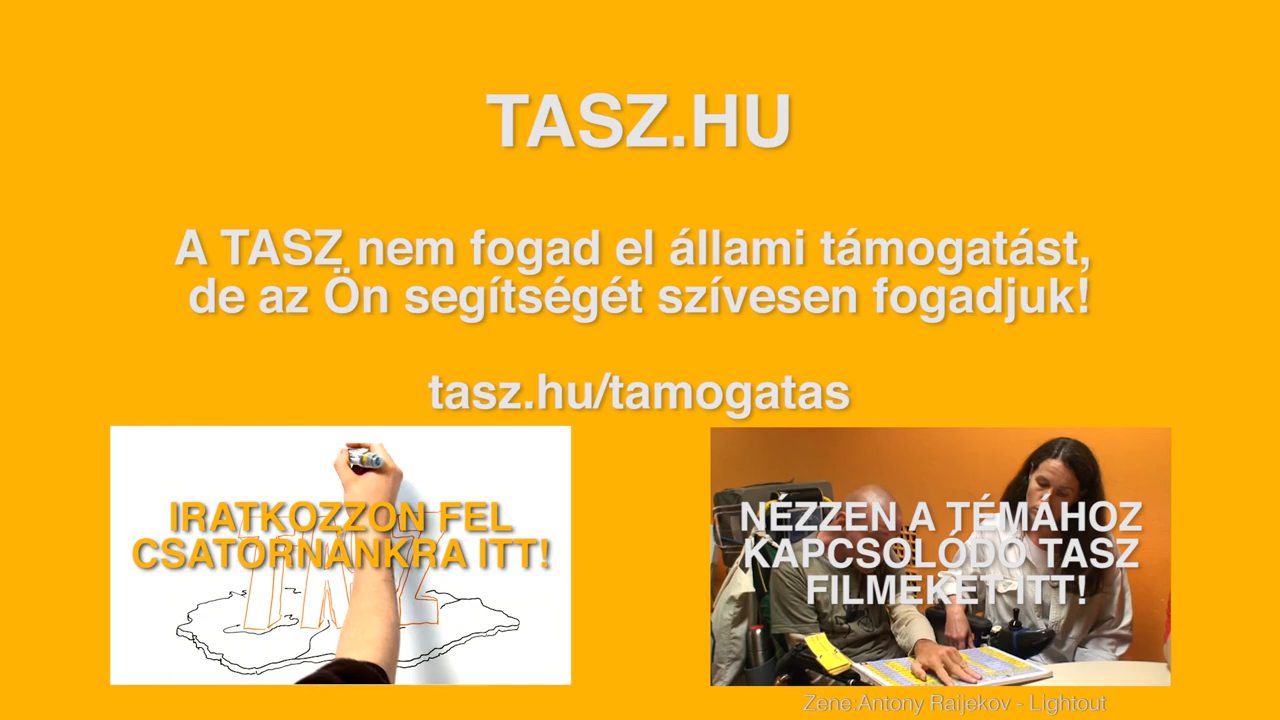 TASZ.HU
A TASZ nem fogad el állami támogatást,
de az Ön segítségét szívesen fogadjuk!
tasz.hu/tamogatas
IRATKOZZON FEL
CSATORNÁNKRA ITT!
TASZ
NÉZZEN A TÉMÁHOZ
KAPCSOLÓDÓ TASZ
FILMEKET ITT!
Zene:Antony Raijekov - Lightout